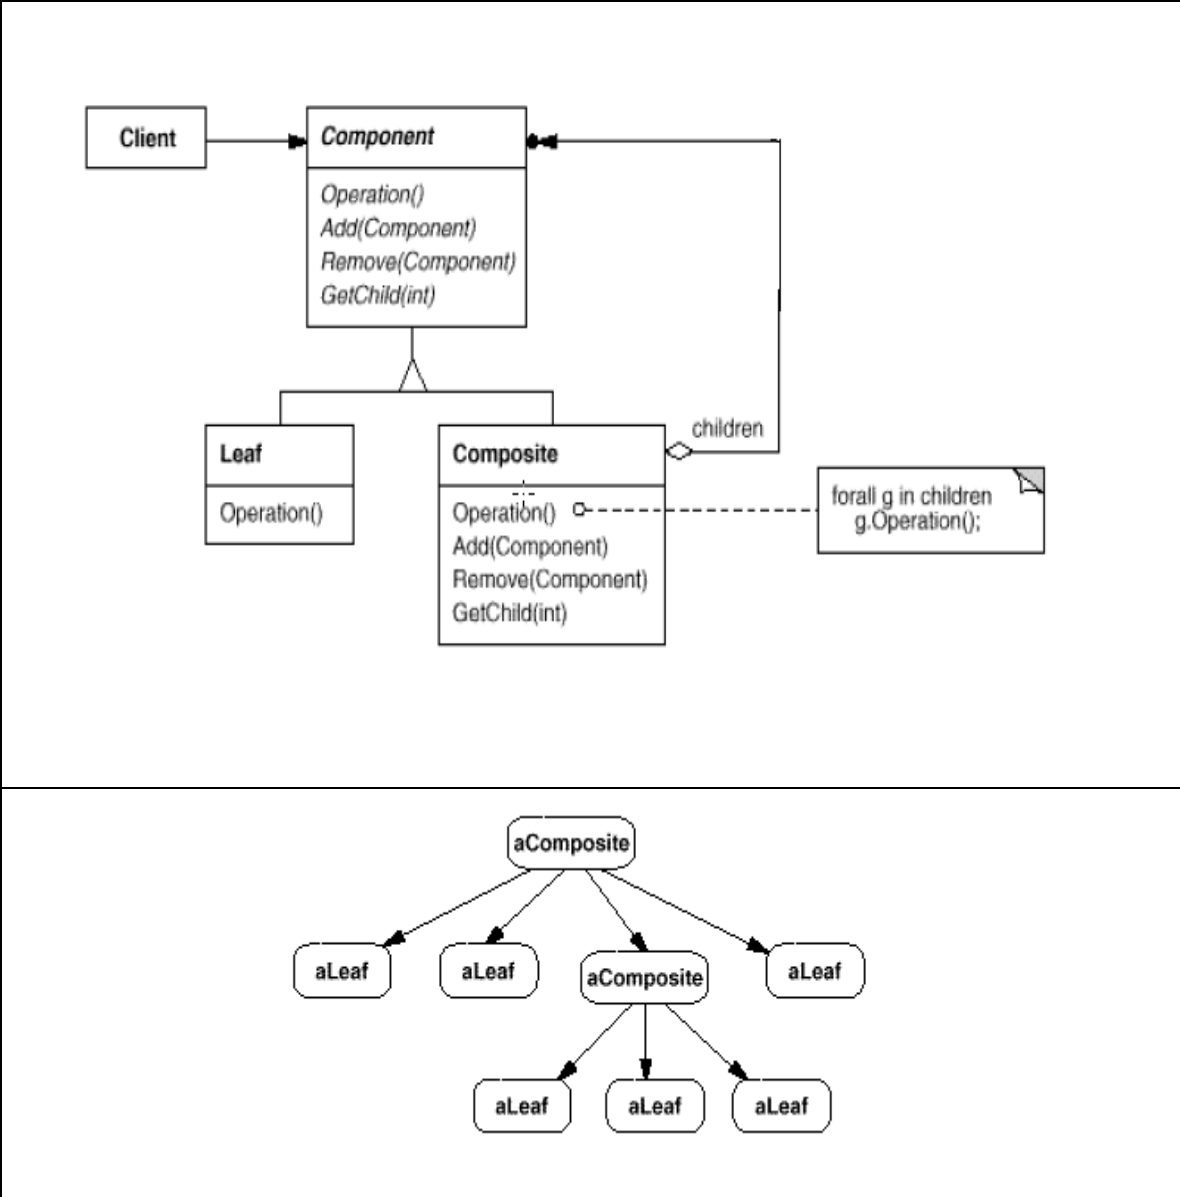 Client
Component
Operation()
Add(Component)
Remove(Component)
GetChild(int)
children
Leaf
Operation()
Composite
Operation()
Add(Component)
Remove(Component)
GetChild(int)
forall g in children
g.Operation();
aComposite
aLeaf
aLeaf
aComposite
aLeaf
aLeaf
aLeaf
aLeaf